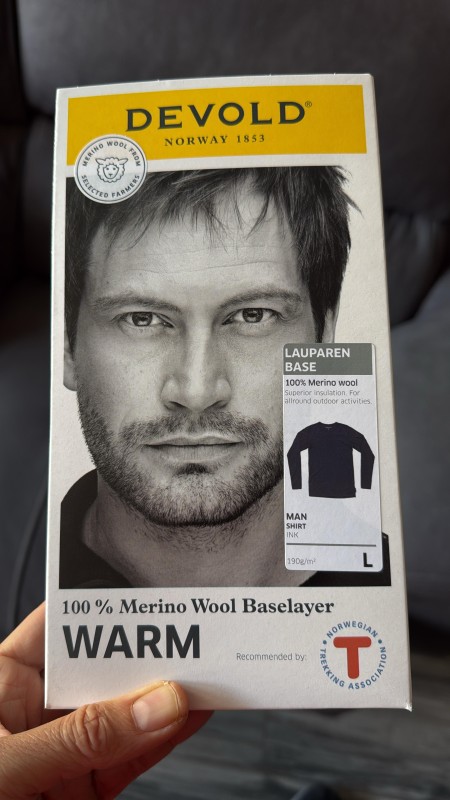 DEVOLD®
NORWAY 1853
MERINO WOOL FROM
SELECTED FARMERS
LAUPAREN
BASE
100% Merino wool
Superior insulation. For
allround outdoor activities.
MAN
SHIRT
INK
190g/m²
L
100 % Merino Wool Baselayer
WARM
Recommended by:
NORWEGIAN
T
TREKKING ASSOCIATION